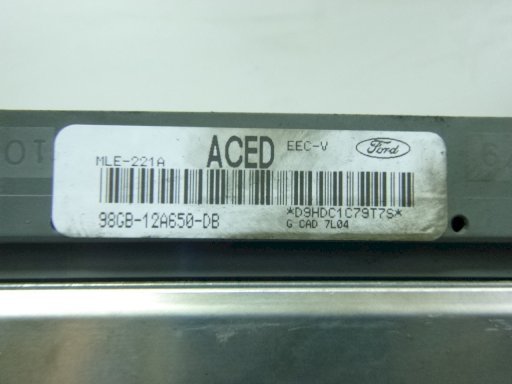 MLE-221A ACED EEC-V Ford
98GB-12A650-DB *D9HDC1C79T7S*
G CAD 7L04